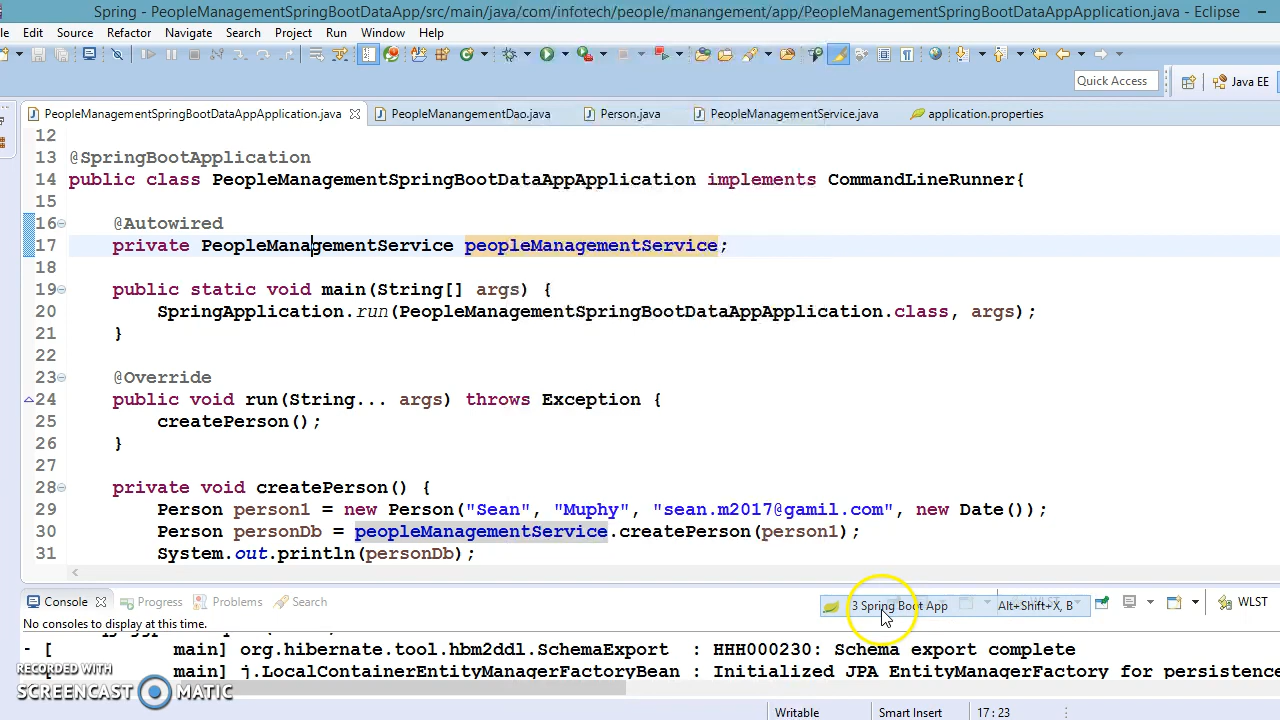 Spring - PeopleManagementSpringBootDataApp/src/main/java/com/infotech/people/manangement/app/PeopleManagementSpringBootDataAppApplication.java - Eclipse
le Edit Source Refactor Navigate Search Project Run Window Help
Quick Access Java EE
PeopleManagementSpringBootDataAppApplication.java PeopleManangementDao.java Person.java PeopleManagementService.java application.properties
12
13 @SpringBootApplication
14 public class PeopleManagementSpringBootDataAppApplication implements CommandLineRunner{
15
16 @Autowired
17 private PeopleManagementService peopleManagementService;
18
19 public static void main(String[] args) {
20 SpringApplication.run(PeopleManagementSpringBootDataAppApplication.class, args);
21 }
22
23 @Override
24 public void run(String... args) throws Exception {
25 createPerson();
26 }
27
28 private void createPerson() {
29 Person person1 = new Person("Sean", "Muphy", "sean.m2017@gamil.com", new Date());
30 Person personDb = peopleManagementService.createPerson(person1);
31 System.out.println(personDb);
Console Progress Problems Search 3 Spring Boot App Alt+Shift+X, B WLST
No consoles to display at this time.
- [ main] org.hibernate.tool.hbm2ddl.SchemaExport : HHH000230: Schema export complete
main] j.LocalContainerEntityManagerFactoryBean : Initialized JPA EntityManagerFactory for persistence
RECORDED WITH
SCREENCAST MATIC
Writable Smart Insert 17 : 23